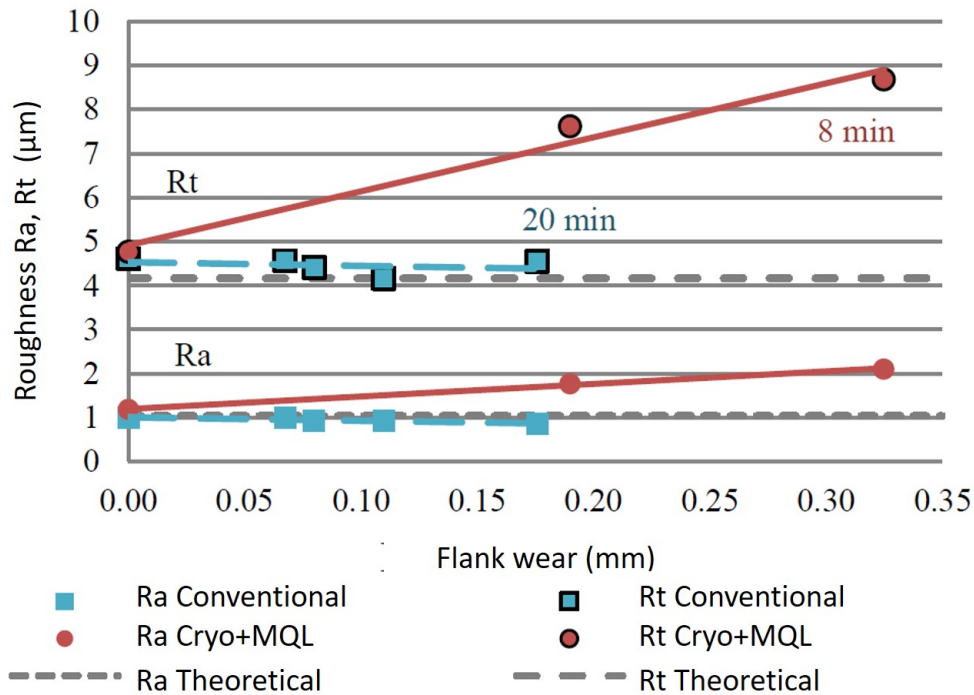 10
9
8
7
6
5
4
3
2
1
0
Roughness Ra, Rt (µm)
Rt
8 min
20 min
Ra
0.00 0.05 0.10 0.15 0.20 0.25 0.30 0.35
Flank wear (mm)
Ra Conventional Rt Conventional
Ra Cryo+MQL Rt Cryo+MQL
Ra Theoretical Rt Theoretical